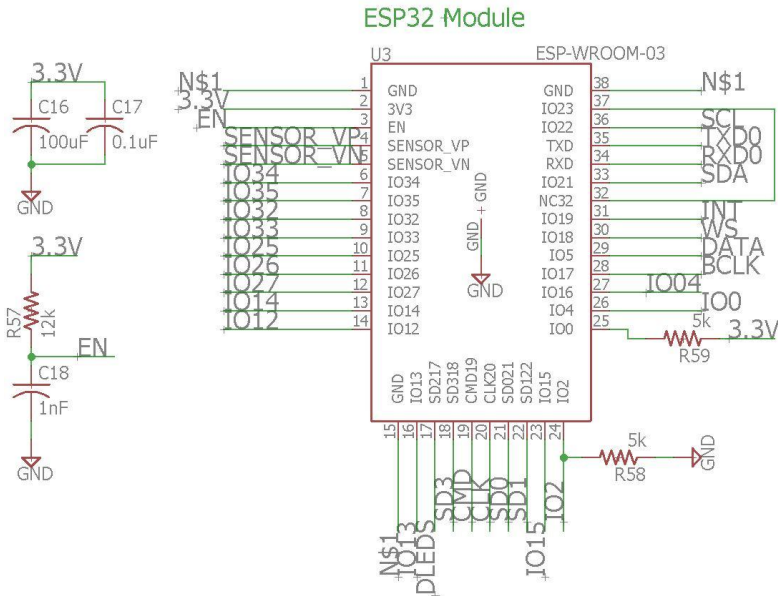 ESP32 Module
U3
ESP-WROOM-03
3.3V
C16
C17
100uF
0.1uF
GND
3.3V
R57
12k
EN
C18
1nF
GND
N$1 1 GND
3.3V 2 3V3
EN 3 EN
SENSOR_VP 4 SENSOR_VP
SENSOR_VN 5 SENSOR_VN
IO34 6 IO34
IO35 7 IO35
IO32 8 IO32
IO33 9 IO33
IO25 10 IO25
IO26 11 IO26
IO27 12 IO27
IO14 13 IO14
IO12 14 IO12
GND + GND
GND
GND 38 N$1
IO23 37
IO22 36 SCL
TXD 35 TXD0
RXD 34 RXD0
IO21 33 SDA
NC32 32
IO19 31 INT
IO18 30 WS
IO5 29 DATA
IO17 28 BCLK
IO16 27 IO04
IO4 26 IO0
IO0 25
5k
R59
3.3V
GND 15 N$1
IO13 16 IO13
SD217 17 DLEDS
SD318 18 SD3
CMD19 19 CMD
CLK20 20 CLK
SD021 21 SD0
SD122 22 SD1
IO15 23 IO15
IO2 24 IO2
5k
R58
GND